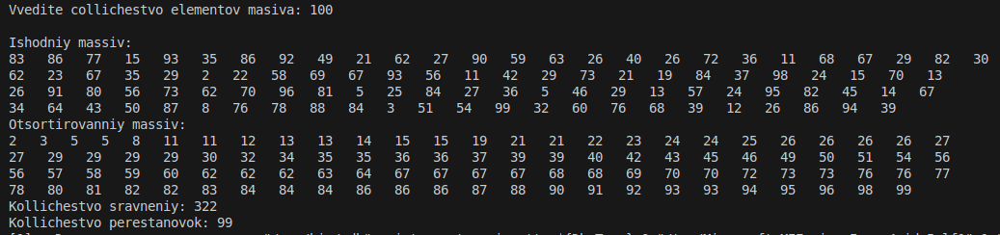 Vvedite collichestvo elementov masiva: 100
Ishodniy massiv:
83 86 77 15 93 35 86 92 49 21 62 27 90 59 63 26 40 26 72 36 11 68 67 29 82 30
62 23 67 35 29 2 22 58 69 67 93 56 11 42 29 73 21 19 84 37 98 24 15 70 13
26 91 80 56 73 62 70 96 81 5 25 84 27 36 5 46 29 13 57 24 95 82 45 14 67
34 64 43 50 87 8 76 78 88 84 3 51 54 99 32 60 76 68 39 12 26 86 94 39
Otsortirovanniy massiv:
2 3 5 5 8 11 11 12 13 13 14 15 15 19 21 21 22 23 24 24 25 26 26 26 26 27
27 29 29 29 29 30 32 34 35 35 36 36 37 39 39 40 42 43 45 46 49 50 51 54 56
56 57 58 59 60 62 62 62 63 64 67 67 67 67 68 68 69 70 70 72 73 73 76 76 77
78 80 81 82 82 83 84 84 84 86 86 86 87 88 90 91 92 93 93 94 95 96 98 99
Kollichestvo sravneniy: 322
Kollichestvo perestanovok: 99